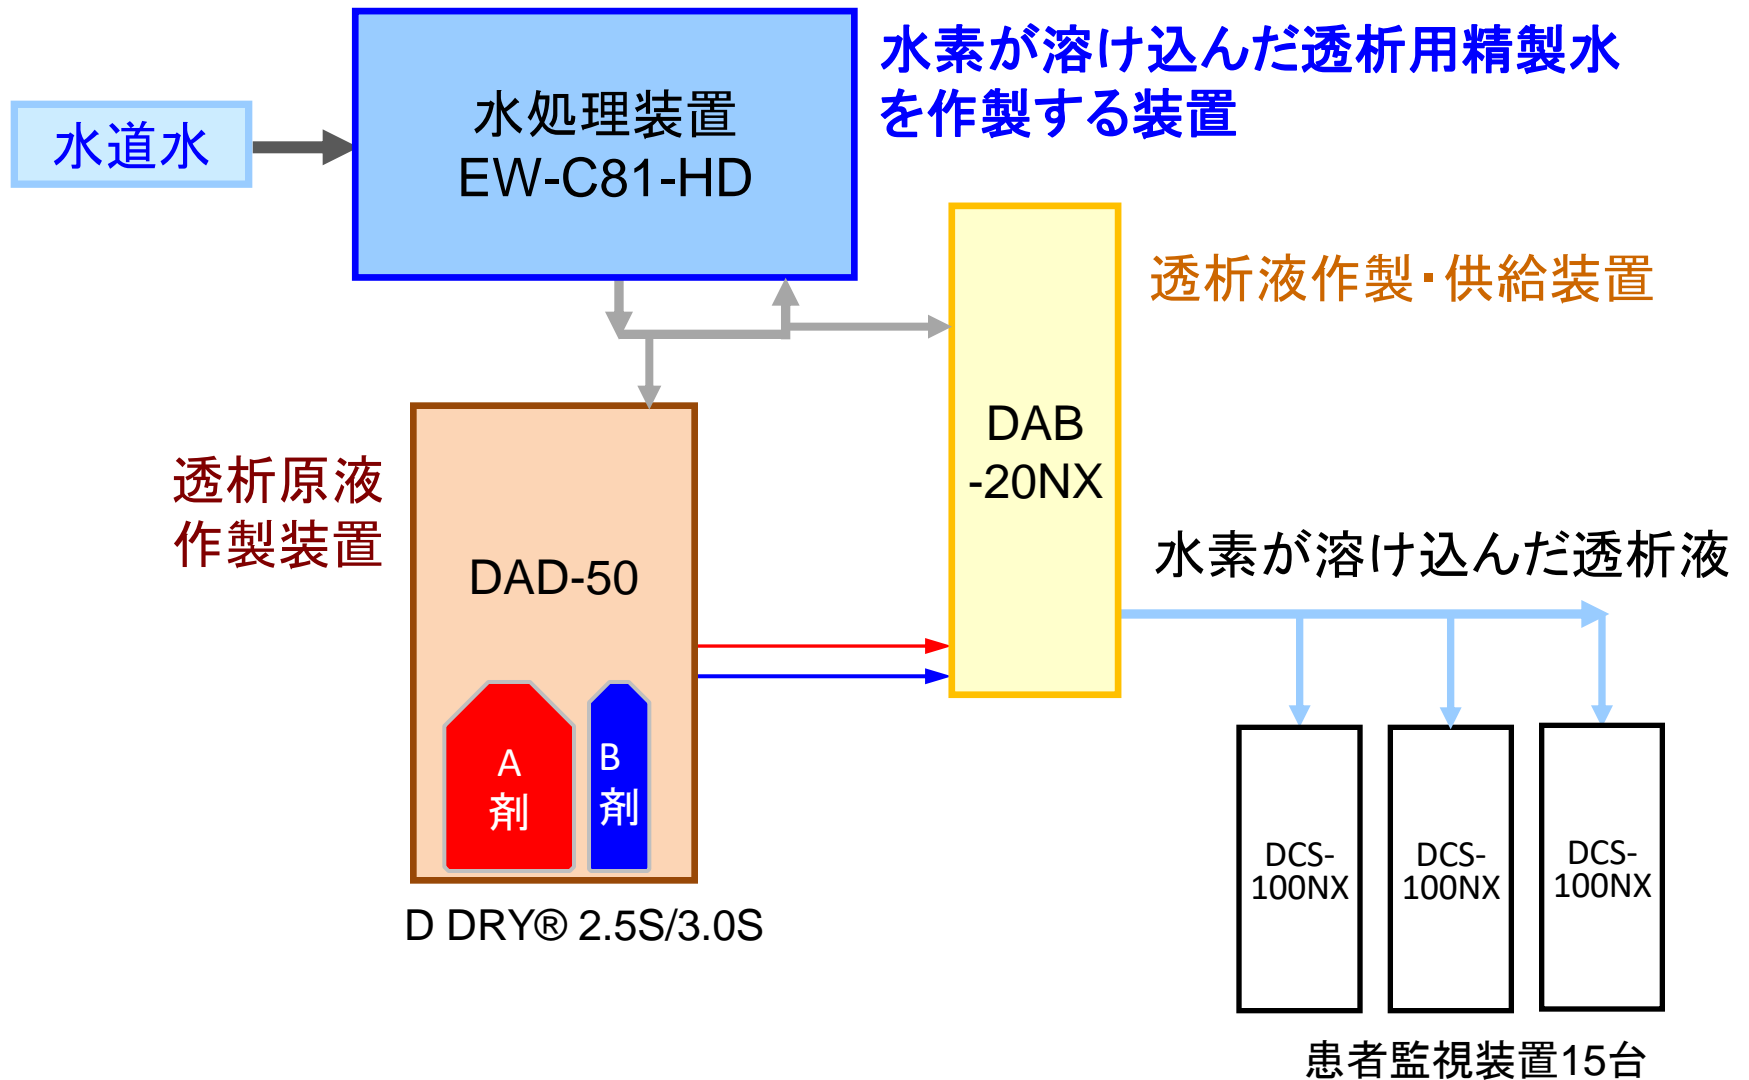 水素が溶け込んだ透析用精製水
を作製する装置
水道水
水処理装置
EW-C81-HD
透析液作製・供給装置
透析原液
作製装置
DAB
-20NX
DAD-50
水素が溶け込んだ透析液
A
剤
B
剤
DCS-
100NX
DCS-
100NX
DCS-
100NX
D DRY® 2.5S/3.0S
患者監視装置15台